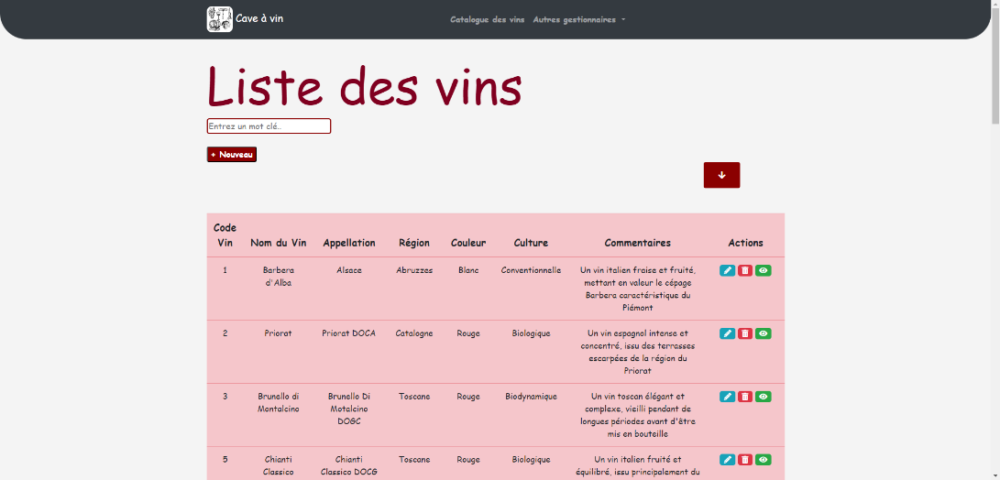 Cave à vin
Catalogue des vins Autres gestionnaires
Liste des vins
Entrez un mot clé...
+ Nouveau
Code Vin Nom du Vin Appellation Région Couleur Culture Commentaires Actions
1 Barbera d'Alba Alsace Abruzzes Blanc Conventionnelle Un vin italien fraise et fruité, mettant en valeur le cépage Barbera caractéristique du Piémont
2 Priorat Priorat DOCA Catalogne Rouge Biologique Un vin espagnol intense et concentré, issu des terrasses escarpées de la région du Priorat
3 Brunello di Montalcino Brunello Di Motalcino DOGC Toscane Rouge Biodynamique Un vin toscan élégant et complexe, vieilli pendant de longues périodes avant d'être mis en bouteille
5 Chianti Classico Chianti Classico DOCG Toscane Rouge Biologique Un vin italien fruité et équilibré, issu principalement du